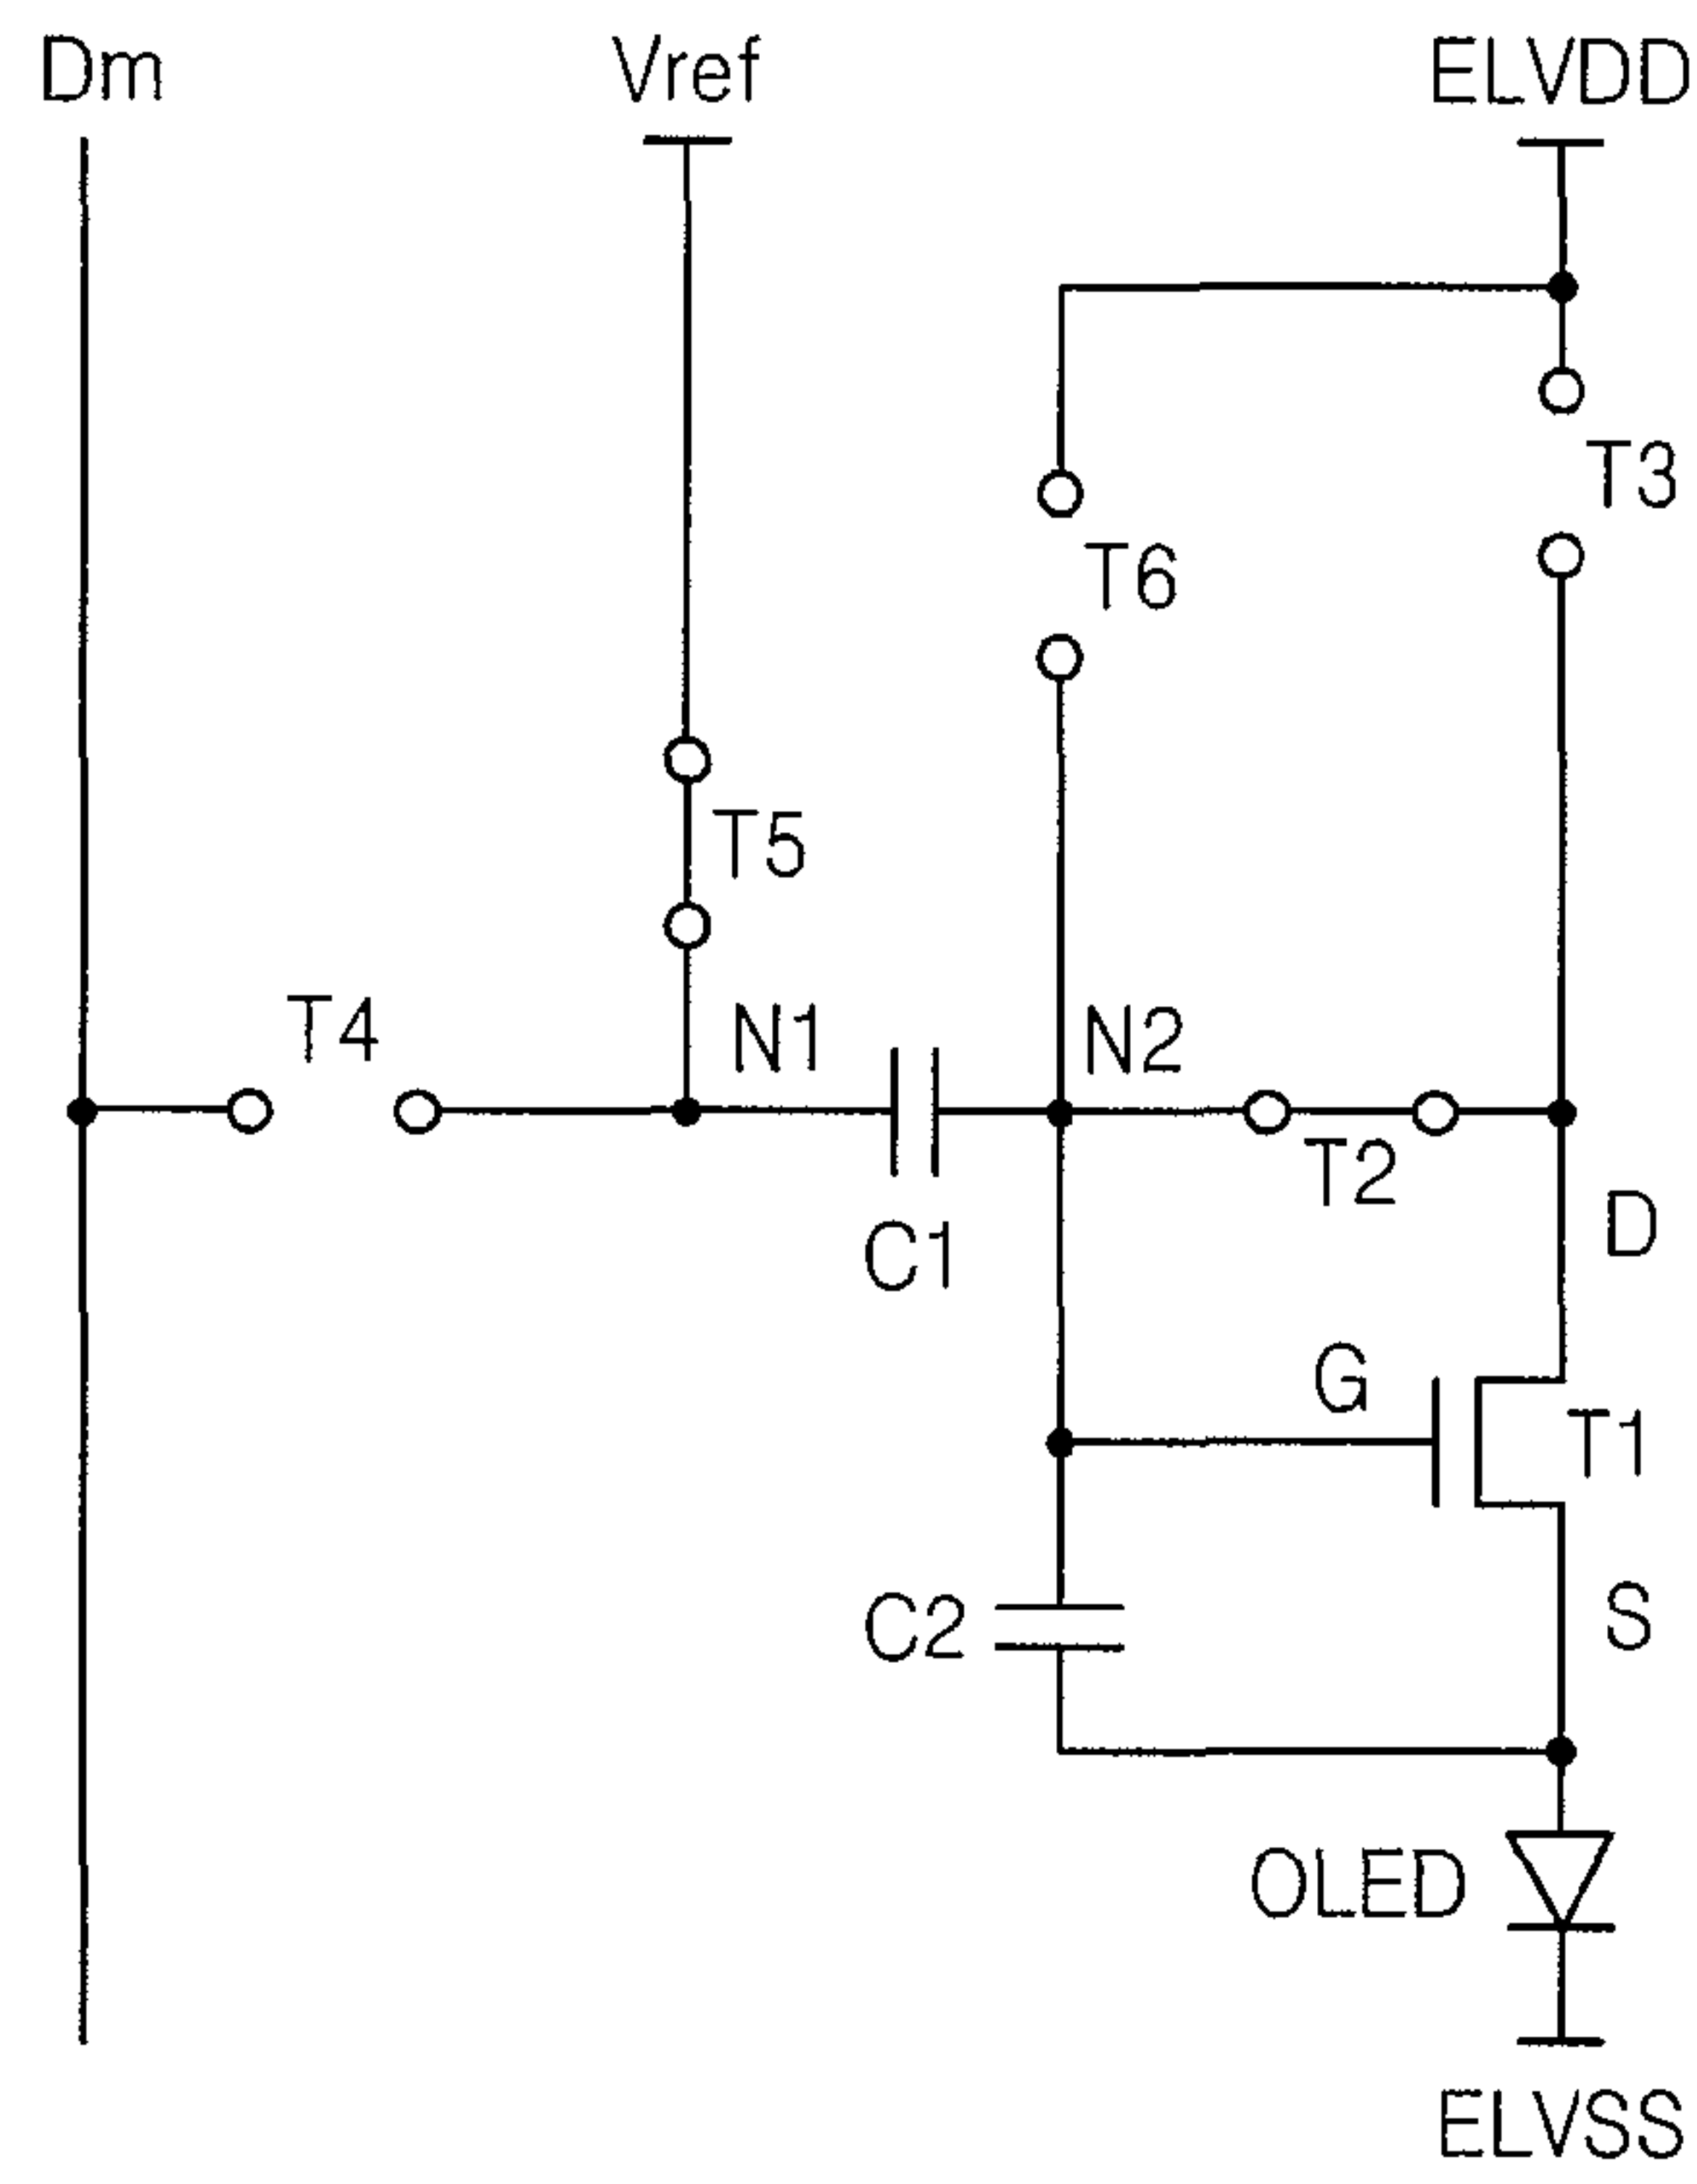 Dm
Vref
ELVDD
T3
T6
T5
T4
N1
N2
T2
C1
D
G
T1
C2
S
OLED
ELVSS